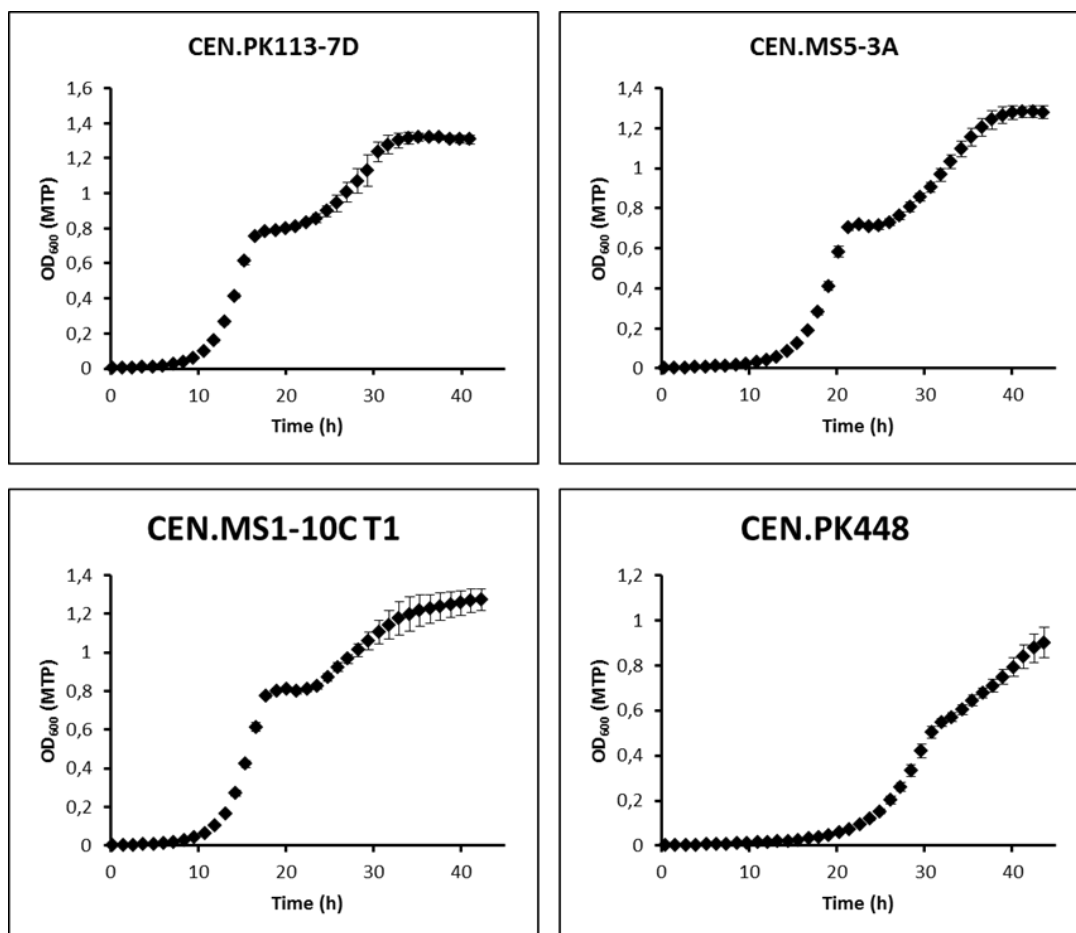 CEN.PK113-7D
OD600 (MTP)
1,6
1,4
1,2
1
0,8
0,6
0,4
0,2
0
0 10 20 30 40
Time (h)
CEN.MS5-3A
OD600 (MTP)
1,4
1,2
1
0,8
0,6
0,4
0,2
0
0 10 20 30 40
Time (h)
CEN.MS1-10C T1
OD600 (MTP)
1,4
1,2
1
0,8
0,6
0,4
0,2
0
0 10 20 30 40
Time (h)
CEN.PK448
OD600 (MTP)
1,2
1
0,8
0,6
0,4
0,2
0
0 10 20 30 40
Time (h)